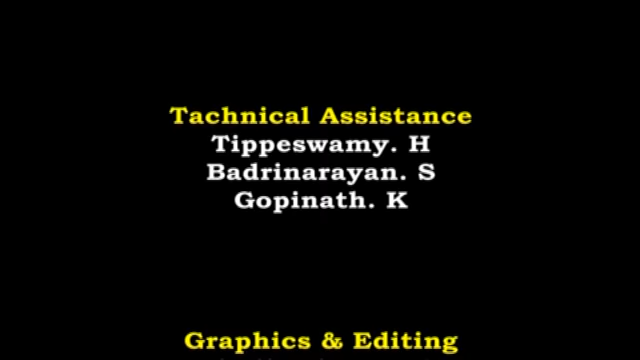 Tachnical Assistance
Tippeswamy. H
Badrinarayan. S
Gopinath. K
Graphics & Editing